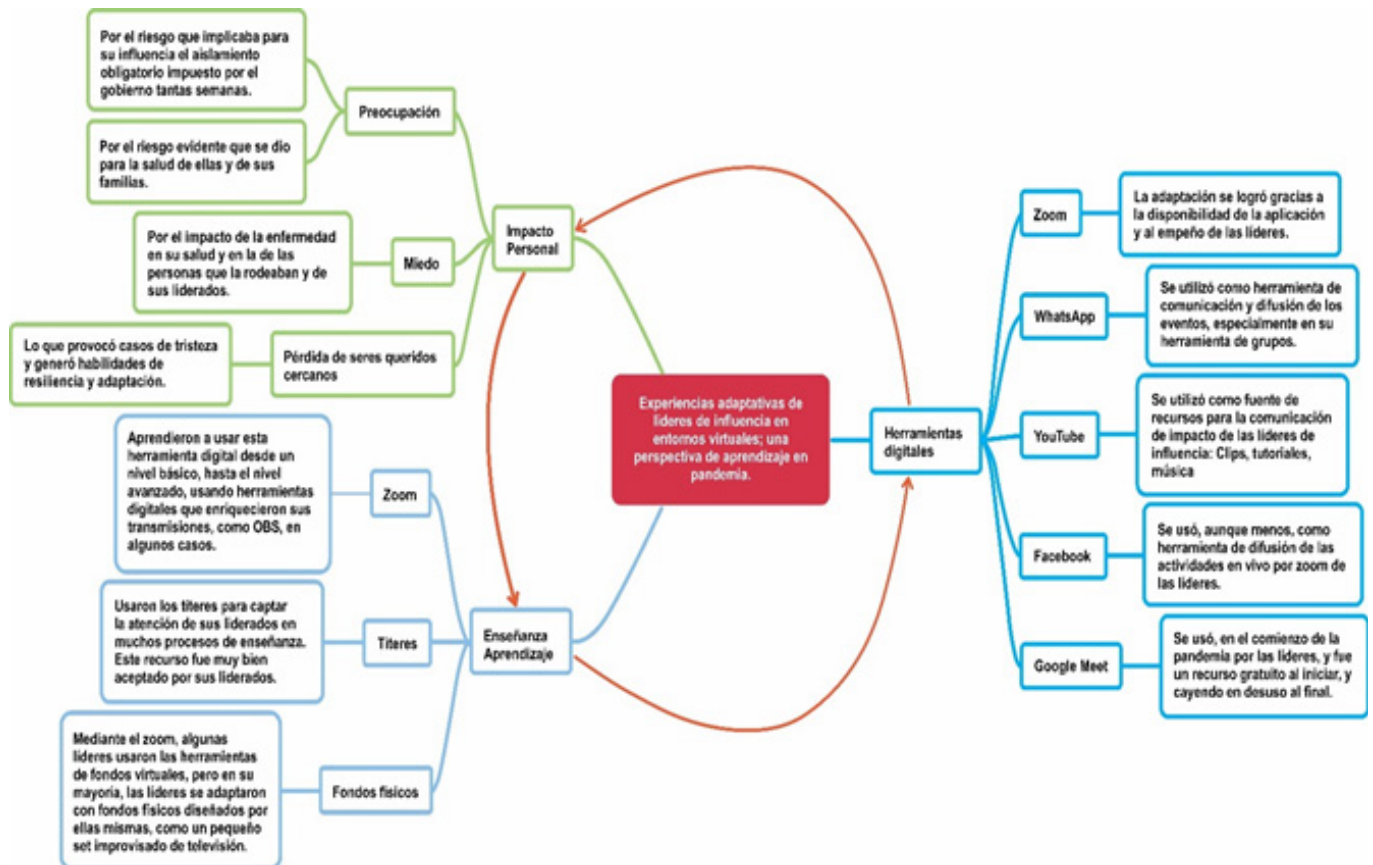 Por el riesgo que implicaba para
su influencia el aislamiento
obligatorio impuesto por el
gobierno tantas semanas.
Preocupación
Por el riesgo evidente que se dio
para la salud de ellas y de sus
familias.
Impacto
Personal
Por el impacto de la enfermedad
en su salud y en la de las
personas que la rodeaban y de
sus liderados.
Miedo
Lo que provocó casos de tristeza
y generó habilidades de
resiliencia y adaptación.
Pérdida de seres queridos
cercanos
Experiencias adaptativas de
líderes de influencia en
entornos virtuales; una
perspectiva de aprendizaje en
pandemia.
Aprendieron a usar esta
herramienta digital desde un
nivel básico, hasta el nivel
avanzado, usando herramientas
digitales que enriquecieron sus
transmisiones, como OBS, en
algunos casos.
Zoom
Usaron los títeres para captar
la atención de sus liderados en
muchos procesos de enseñanza.
Este recurso fue muy bien
aceptado por sus liderados.
Títeres
Enseñanza
Aprendizaje
Mediante el zoom, algunas
líderes usaron las herramientas
de fondos virtuales, pero en su
mayoría, las líderes se adaptaron
con fondos físicos diseñados por
ellas mismas, como un pequeño
set improvisado de televisión.
Fondos físicos
Herramientas
digitales
Zoom
La adaptación se logró gracias a
la disponibilidad de la aplicación
y al empeño de las líderes.
WhatsApp
Se utilizó como herramienta de
comunicación y difusión de los
eventos, especialmente en su
herramienta de grupos.
YouTube
Se utilizó como fuente de
recursos para la comunicación
de impacto de las líderes de
influencia: Clips, tutoriales,
música
Facebook
Se usó, aunque menos, como
herramienta de difusión de las
actividades en vivo por zoom de
las líderes.
Google Meet
Se usó, en el comienzo de la
pandemia por las líderes, y fue
un recurso gratuito al iniciar, y
cayendo en desuso al final.